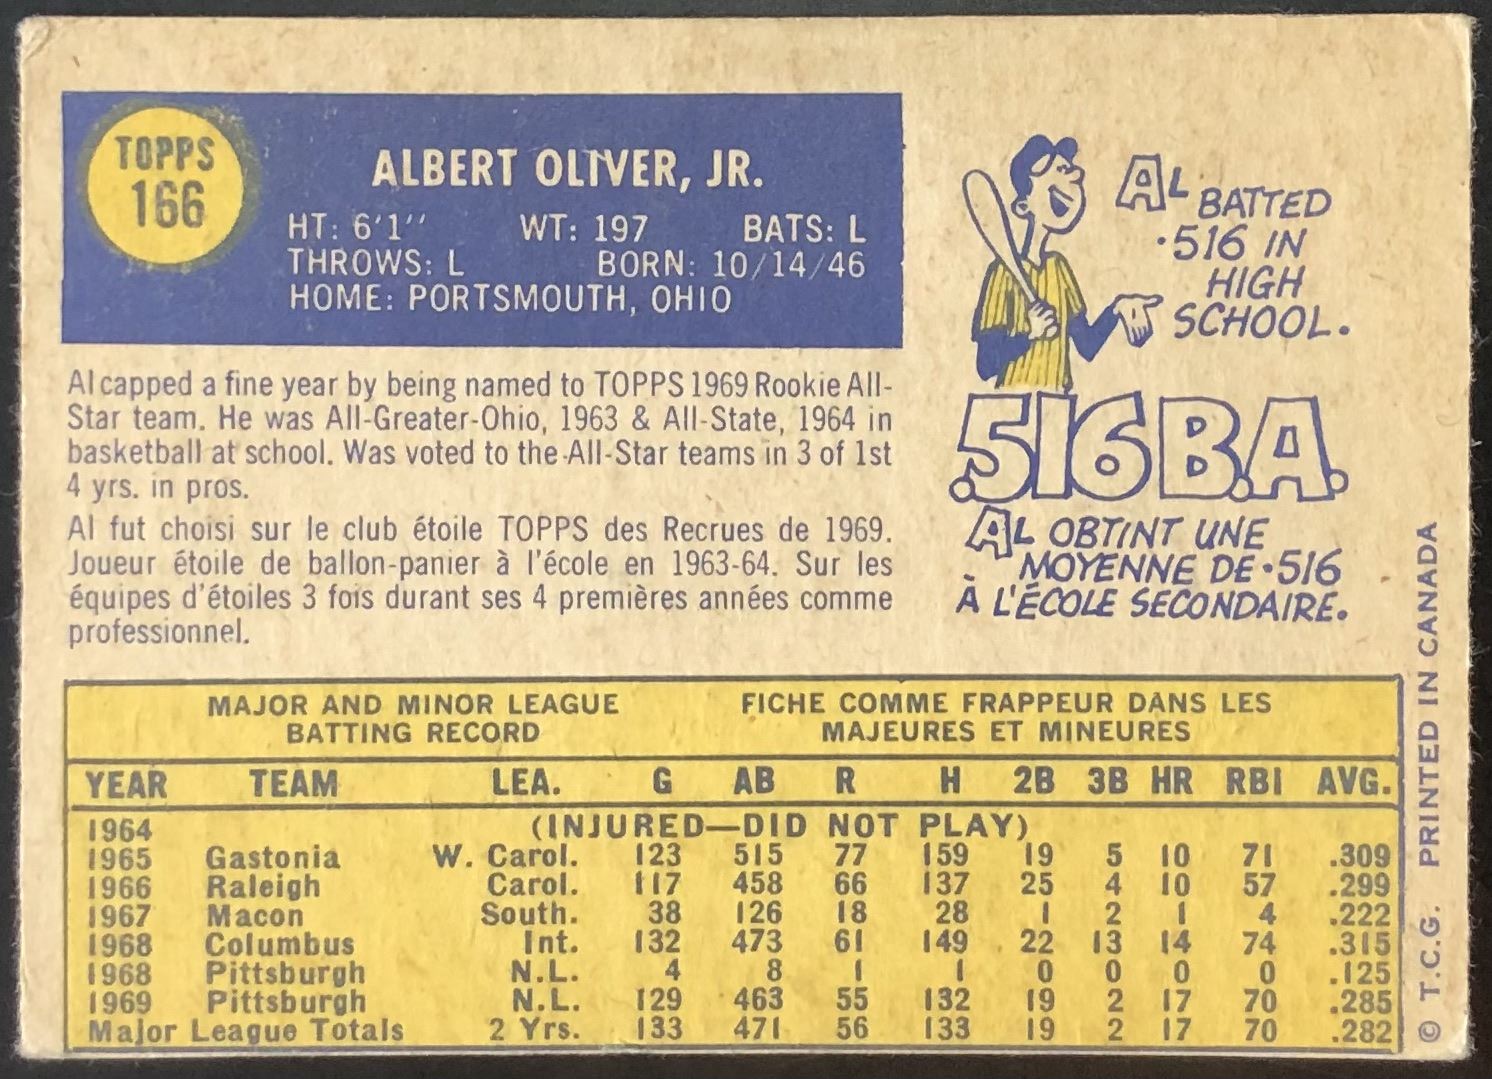 TOPPS
166
ALBERT OLIVER, JR.
HT: 6'1'' WT: 197 BATS: L
THROWS: L BORN: 10/14/46
HOME: PORTSMOUTH, OHIO
Al capped a fine year by being named to TOPPS 1969 Rookie All-
Star team. He was All-Greater-Ohio, 1963 & All-State, 1964 in
basketball at school. Was voted to the All-Star teams in 3 of 1st
4 yrs. in pros.
Al fut choisi sur le club étoile TOPPS des Recrues de 1969.
Joueur étoile de ballon-panier à l'école en 1963-64. Sur les
équipes d'étoiles 3 fois durant ses 4 premières années comme
professionnel.
AL BATTED
.516 IN
HIGH
SCHOOL.
.516 B.A.
AL OBTINT UNE
MOYENNE DE .516
À L'ÉCOLE SECONDAIRE.
MAJOR AND MINOR LEAGUE
BATTING RECORD
FICHE COMME FRAPPEUR DANS LES
MAJEURES ET MINEURES
YEAR TEAM LEA. G AB R H 2B 3B HR RBI AVG.
1964 (INJURED—DID NOT PLAY)
1965 Gastonia W. Carol. 123 515 77 159 19 5 10 71 .309
1966 Raleigh Carol. 117 458 66 137 25 4 10 57 .299
1967 Macon South. 38 126 18 28 1 2 1 4 .222
1968 Columbus Int. 132 473 61 149 22 13 14 74 .315
1968 Pittsburgh N.L. 4 8 1 1 0 0 0 0 .125
1969 Pittsburgh N.L. 129 463 55 132 19 2 17 70 .285
Major League Totals 2 Yrs. 133 471 56 133 19 2 17 70 .282
© T.C.G. PRINTED IN CANADA